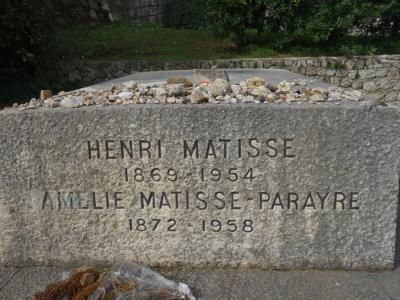 HENRI MATISSE
1869-1954
AMELIE MATISSE-PARAYRE
1872-1958